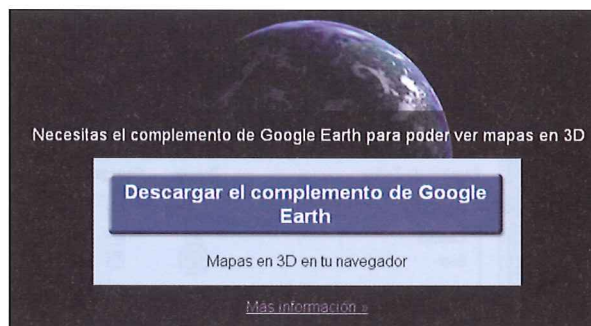 Necesitas el complemento de Google Earth para poder ver mapas en 3D
Descargar el complemento de Google
Earth
Mapas en 3D en tu navegador
Más información »